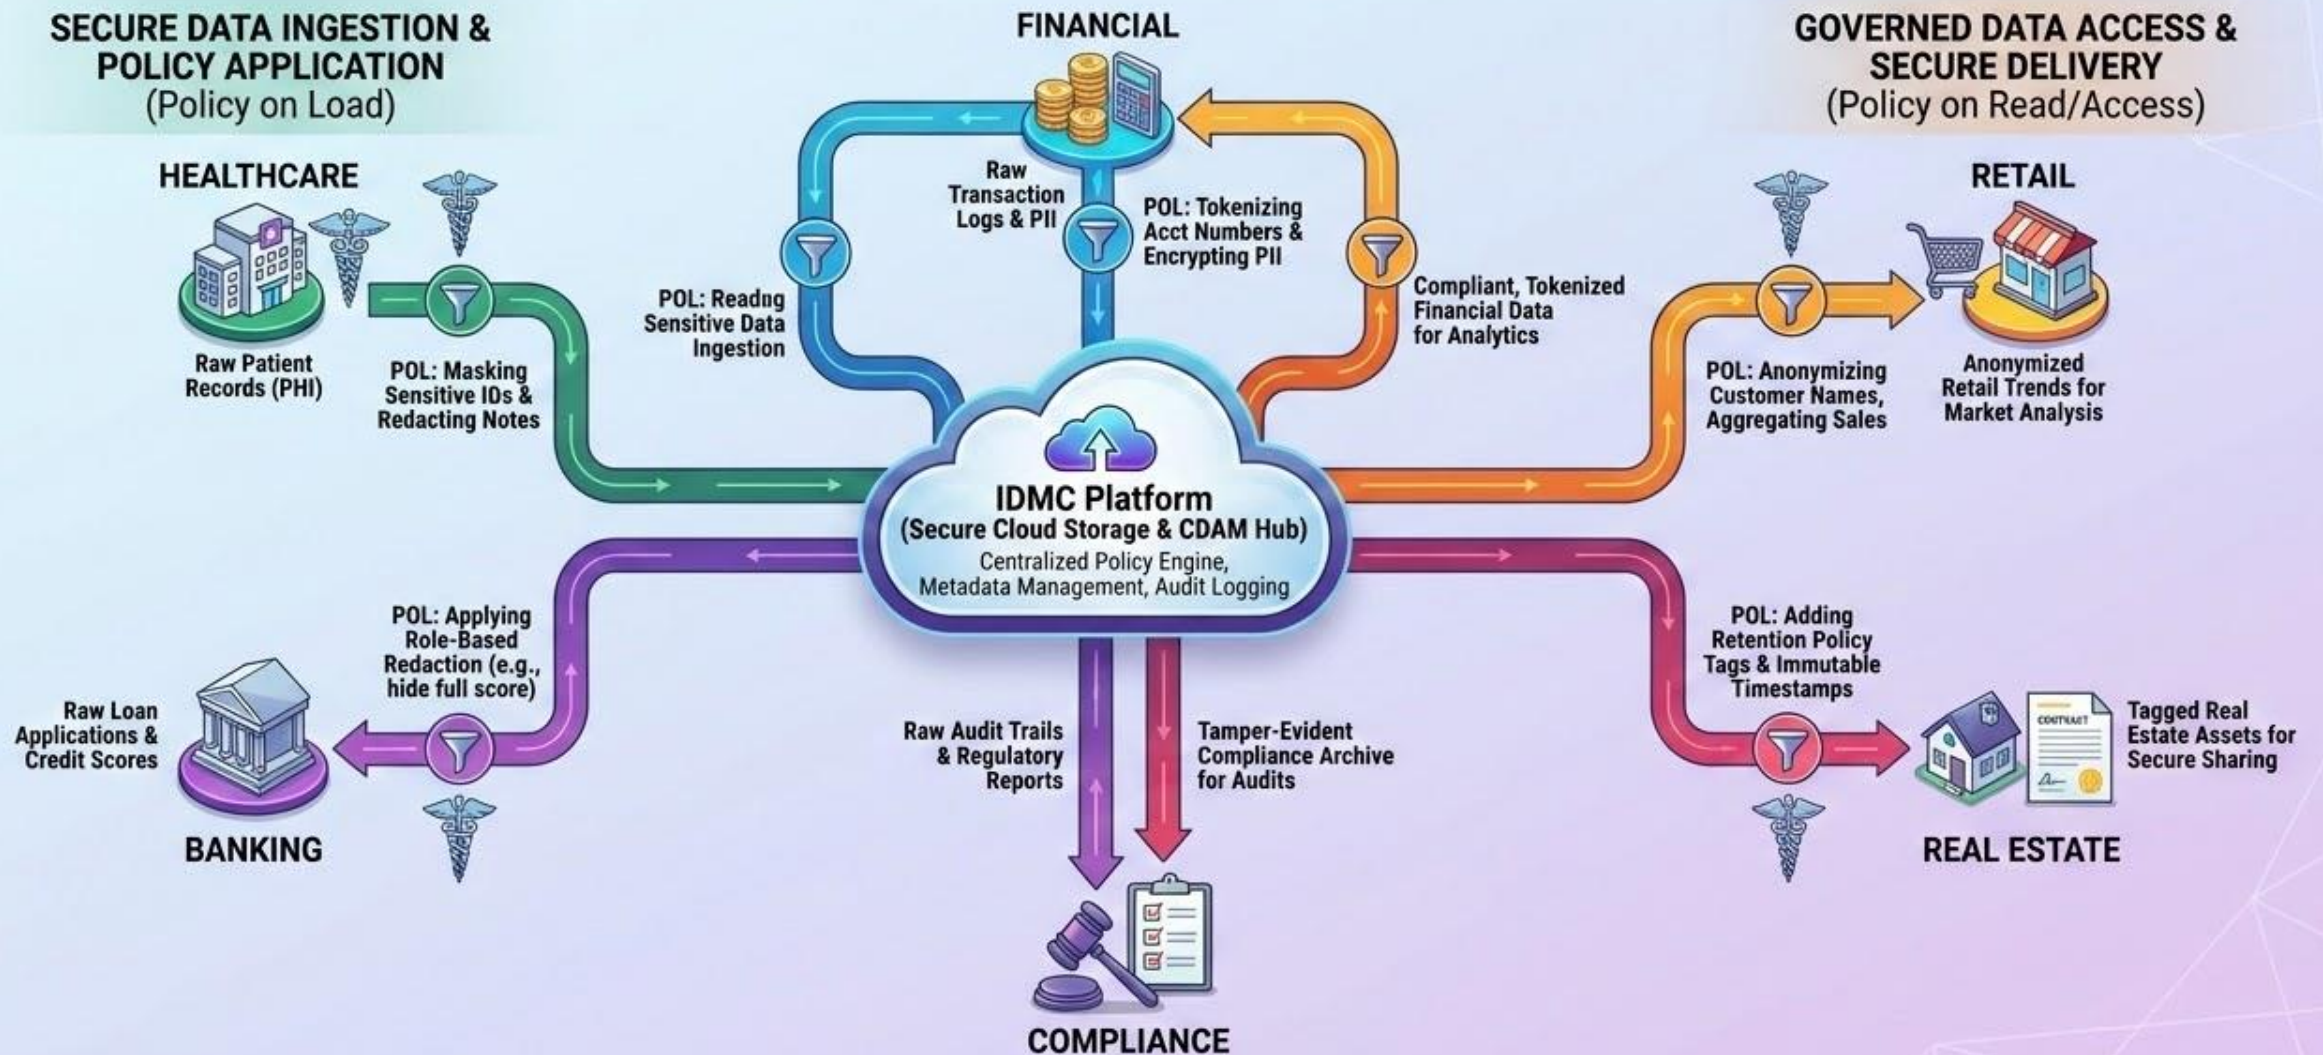 SECURE DATA INGESTION &
POLICY APPLICATION
(Policy on Load)
FINANCIAL
GOVERNED DATA ACCESS &
SECURE DELIVERY
(Policy on Read/Access)
HEALTHCARE
Raw Patient
Records (PHI)
POL: Masking
Sensitive IDs &
Redacting Notes
POL: Readıng
Sensitive Data
Ingestion
Raw
Transaction
Logs & PII
POL: Tokenizing
Acct Numbers &
Encrypting PII
Compliant, Tokenized
Financial Data
for Analytics
RETAIL
POL: Anonymizing
Customer Names,
Aggregating Sales
Anonymized
Retail Trends for
Market Analysis
IDMC Platform
(Secure Cloud Storage & CDAM Hub)
Centralized Policy Engine,
Metadata Management, Audit Logging
POL: Applying
Role-Based
Redaction (e.g.,
hide full score)
Raw Loan
Applications &
Credit Scores
BANKING
Raw Audit Trails
& Regulatory
Reports
Tamper-Evident
Compliance Archive
for Audits
COMPLIANCE
POL: Adding
Retention Policy
Tags & Immutable
Timestamps
Tagged Real
Estate Assets for
Secure Sharing
REAL ESTATE